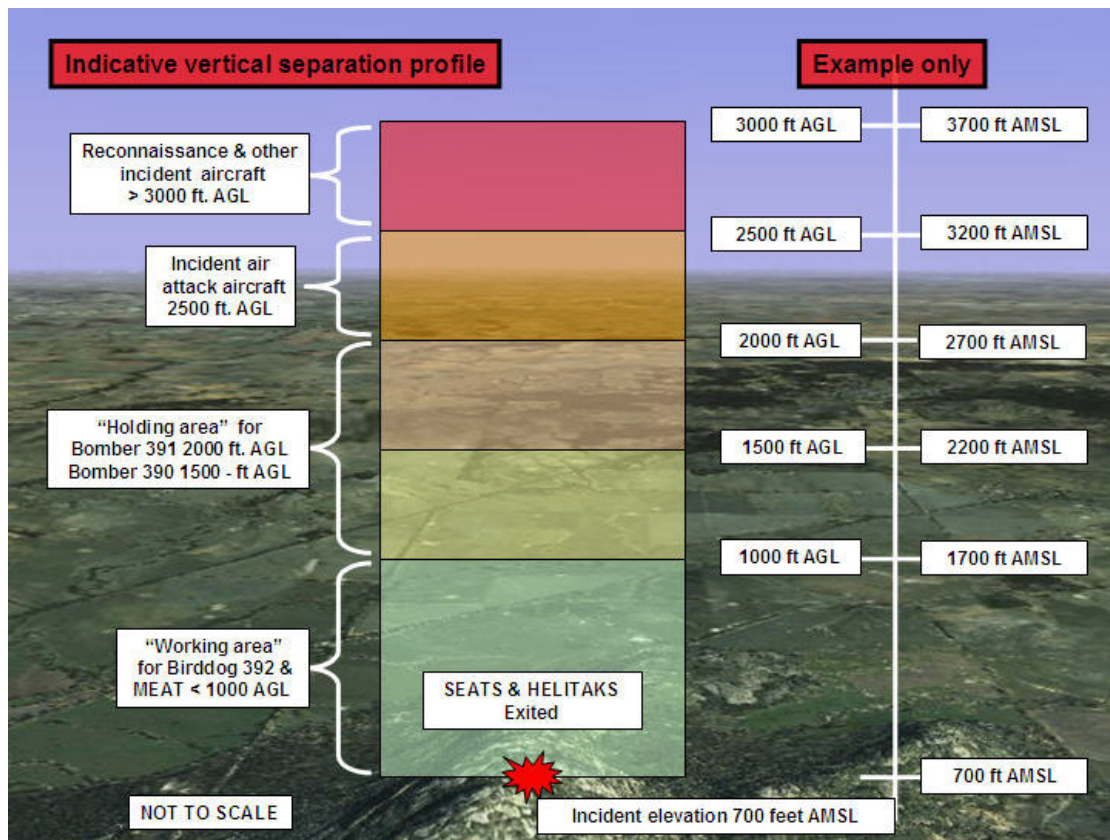 Indicative vertical separation profile
Example only
Reconnaissance & other
incident aircraft
> 3000 ft. AGL
Incident air
attack aircraft
2500 ft. AGL
“Holding area” for
Bomber 391 2000 ft. AGL
Bomber 390 1500 - ft AGL
“Working area”
for Birddog 392 &
MEAT < 1000 AGL
SEATS & HELITAKS
Exited
3000 ft AGL
3700 ft AMSL
2500 ft AGL
3200 ft AMSL
2000 ft AGL
2700 ft AMSL
1500 ft AGL
2200 ft AMSL
1000 ft AGL
1700 ft AMSL
700 ft AMSL
NOT TO SCALE
Incident elevation 700 feet AMSL